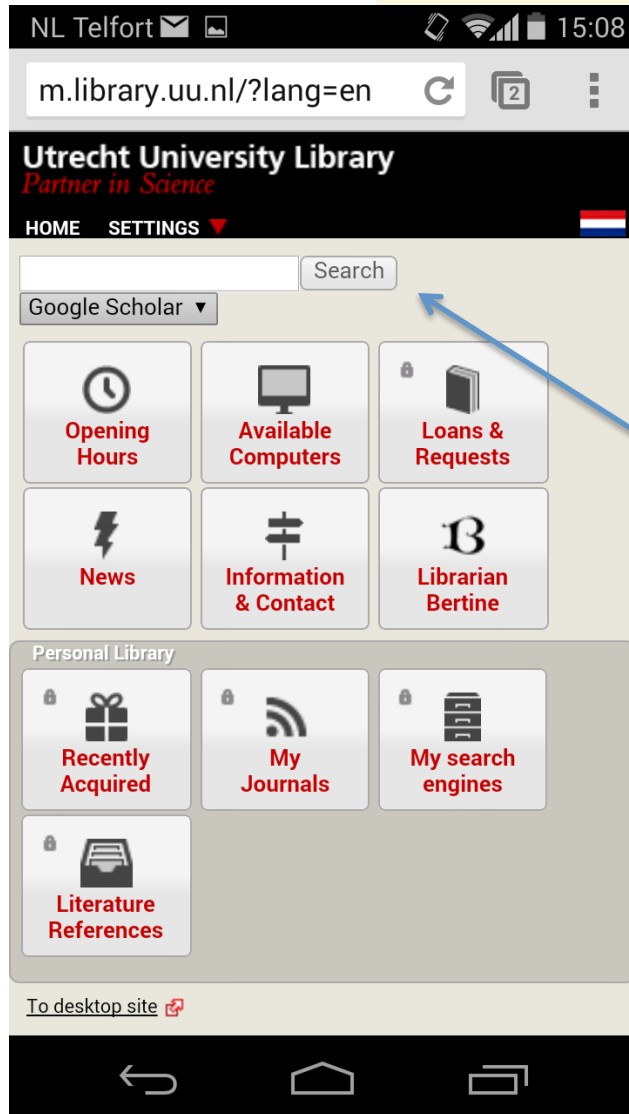 NL Telfort 15:08
m.library.uu.nl/?lang=en 2
Utrecht University Library
Partner in Science
HOME SETTINGS
Search
Google Scholar
Opening
Hours
Available
Computers
Loans &
Requests
News
Information
& Contact
B
Librarian
Bertine
Personal Library
Recently
Acquired
My
Journals
My search
engines
Literature
References
To desktop site